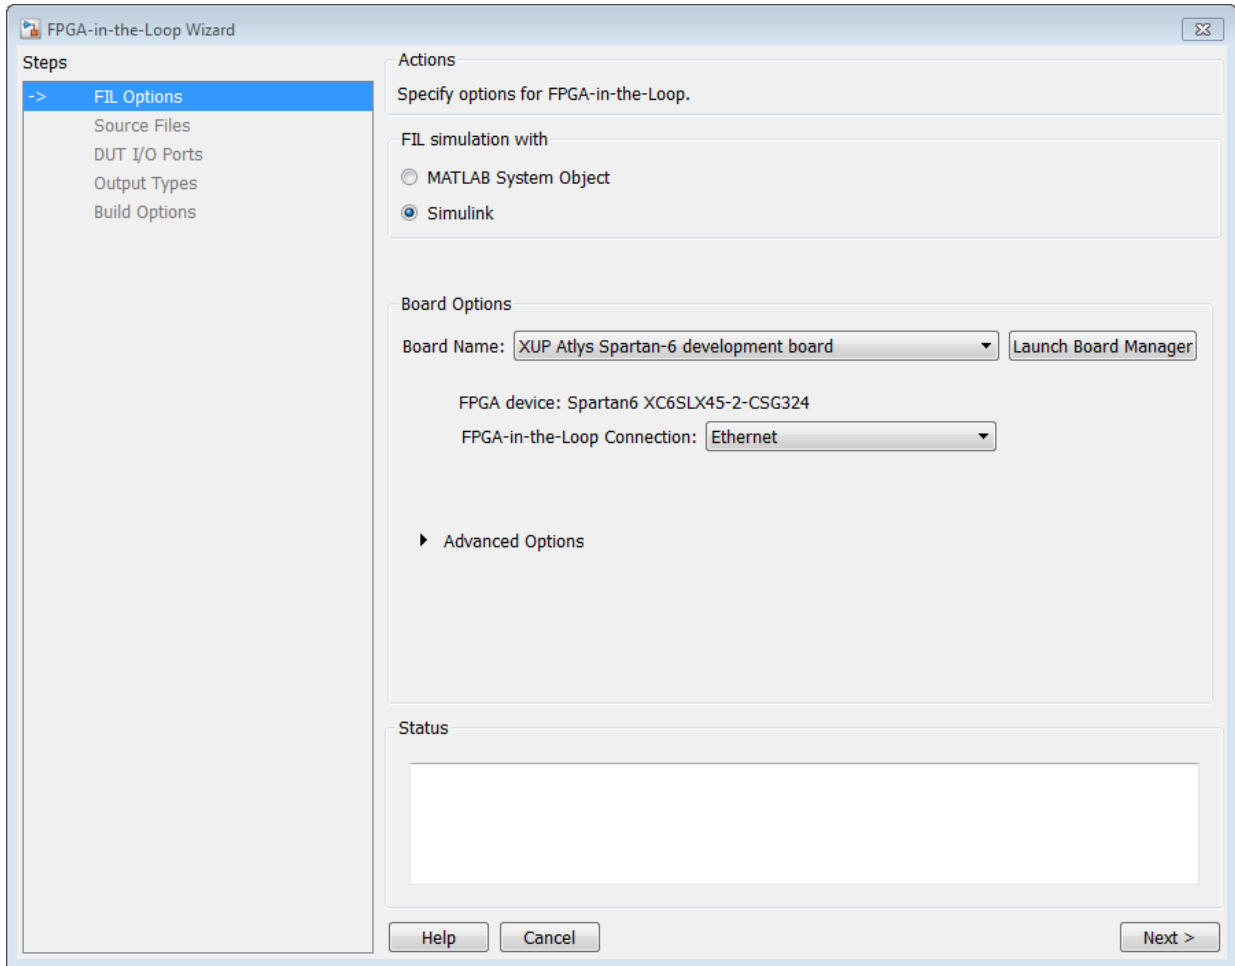 FPGA-in-the-Loop Wizard
Steps
-> FIL Options
Source Files
DUT I/O Ports
Output Types
Build Options
Actions
Specify options for FPGA-in-the-Loop.
FIL simulation with
MATLAB System Object
Simulink
Board Options
Board Name: XUP Atlys Spartan-6 development board Launch Board Manager
FPGA device: Spartan6 XC6SLX45-2-CSG324
FPGA-in-the-Loop Connection: Ethernet
Advanced Options
Status
Help Cancel Next >